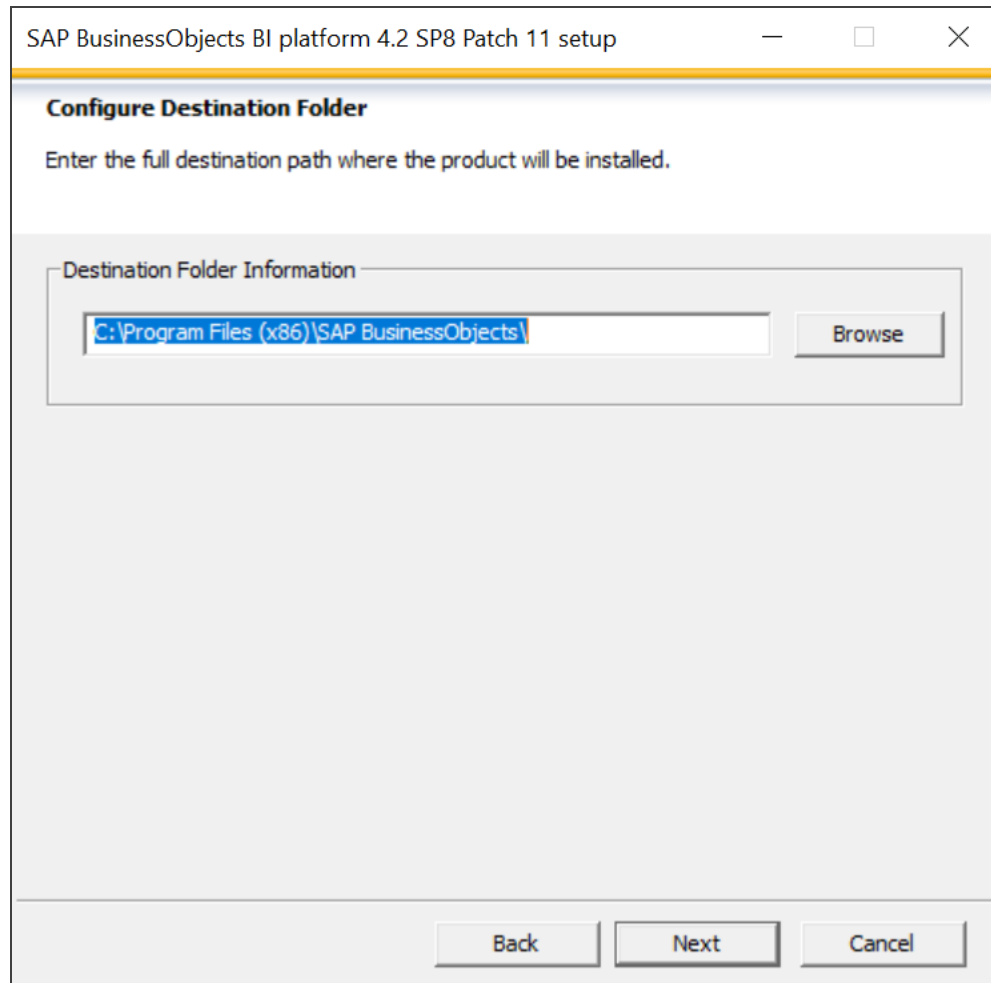 SAP BusinessObjects BI platform 4.2 SP8 Patch 11 setup
Configure Destination Folder
Enter the full destination path where the product will be installed.
Destination Folder Information
C:\Program Files (x86)\SAP BusinessObjects\
Browse
Back
Next
Cancel